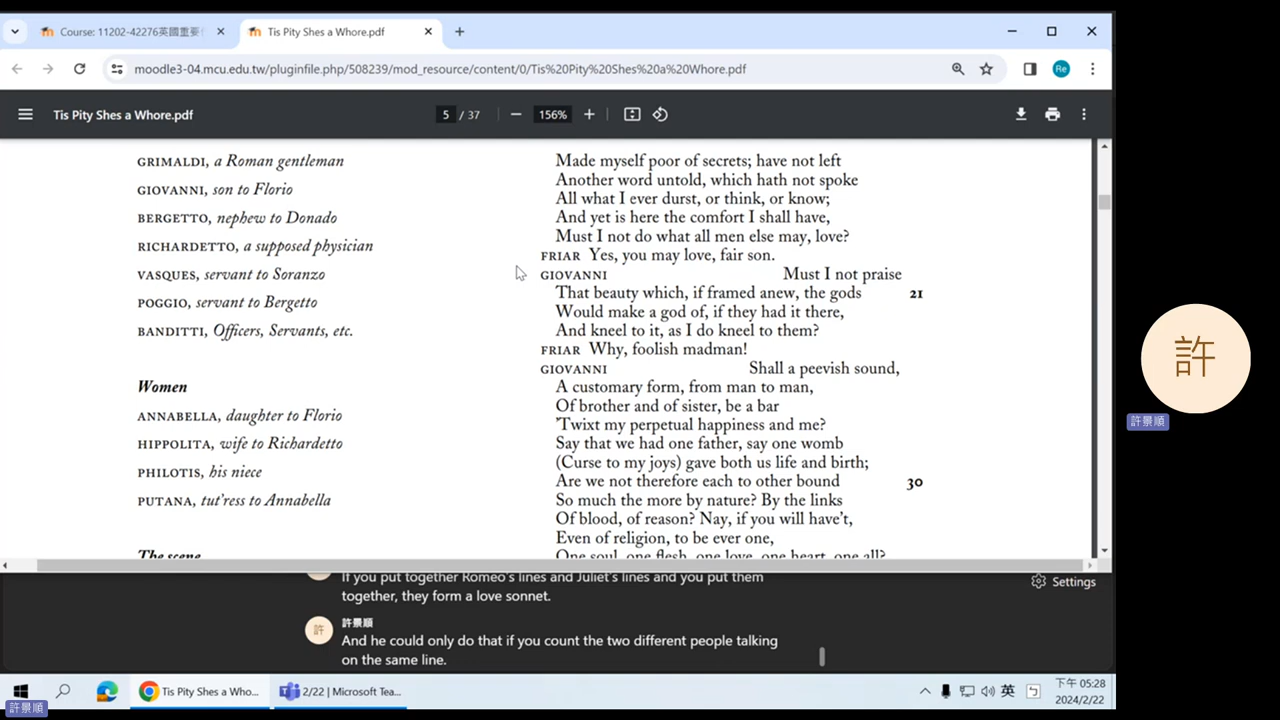 Course: 11202-42276英國重要
Tis Pity Shes a Whore.pdf
moodle3-04.mcu.edu.tw/pluginfile.php/508239/mod_resource/content/0/Tis%20Pity%20Shes%20a%20Whore.pdf
Re
Tis Pity Shes a Whore.pdf
5 / 37
156%
GRIMALDI, a Roman gentleman
GIOVANNI, son to Florio
BERGETTO, nephew to Donado
RICHARDETTO, a supposed physician
VASQUES, servant to Soranzo
POGGIO, servant to Bergetto
BANDITTI, Officers, Servants, etc.
Women
ANNABELLA, daughter to Florio
HIPPOLITA, wife to Richardetto
PHILOTIS, his niece
PUTANA, tut'ress to Annabella
The scene
Made myself poor of secrets; have not left
Another word untold, which hath not spoke
All what I ever durst, or think, or know;
And yet is here the comfort I shall have,
Must I not do what all men else may, love?
FRIAR Yes, you may love, fair son.
GIOVANNI Must I not praise
That beauty which, if framed anew, the gods 21
Would make a god of, if they had it there,
And kneel to it, as I do kneel to them?
FRIAR Why, foolish madman!
GIOVANNI Shall a peevish sound,
A customary form, from man to man,
Of brother and of sister, be a bar
'Twixt my perpetual happiness and me?
Say that we had one father, say one womb
(Curse to my joys) gave both us life and birth;
Are we not therefore each to other bound 30
So much the more by nature? By the links
Of blood, of reason? Nay, if you will have't,
Even of religion, to be ever one,
One soul, one flesh, one love, one heart, one all?
許
許景順
If you put together Romeo's lines and Juliet's lines and you put them
together, they form a love sonnet.
Settings
許
許景順
And he could only do that if you count the two different people talking
on the same line.
Tis Pity Shes a Who...
2/22 | Microsoft Tea...
英
下午 05:28
2024/2/22
許景順